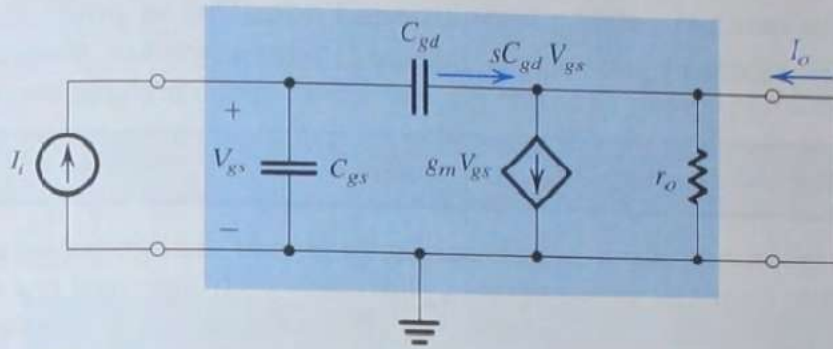 C_gd
sC_gd V_gs
I_o
+
I_i
V_gs
C_gs
g_m V_gs
r_o
−